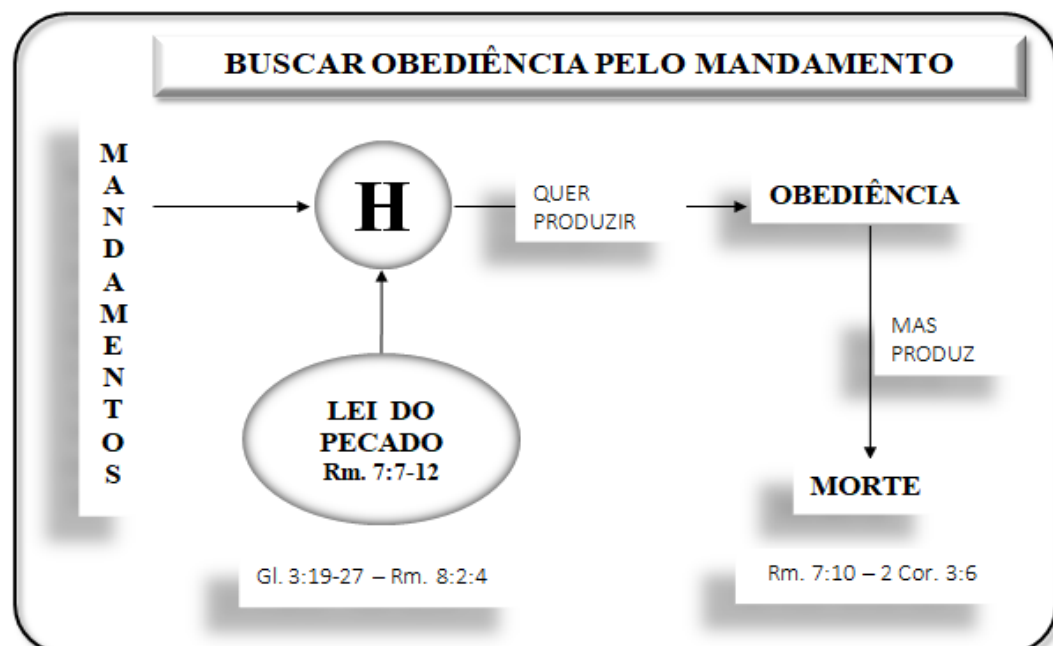 BUSCAR OBEDIÊNCIA PELO MANDAMENTO
MANDAMENTOS
H
QUER
PRODUZIR
OBEDIÊNCIA
MAS
PRODUZ
LEI DO
PECADO
Rm. 7:7-12
MORTE
Gl. 3:19-27 – Rm. 8:2:4
Rm. 7:10 – 2 Cor. 3:6